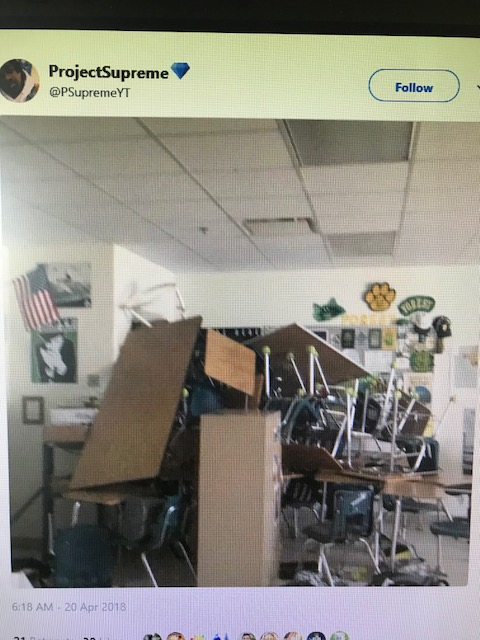 ProjectSupreme
@PSupremeYT
Follow
FOREST
6:18 AM - 20 Apr 2018